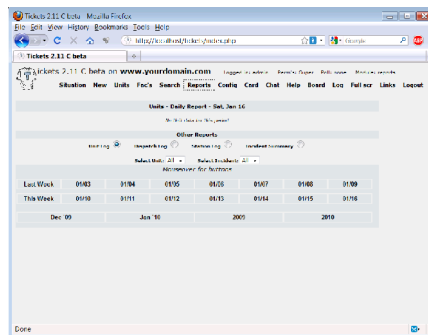 Tickets 2.11 C beta - Mozilla Firefox
File Edit View History Bookmarks Tools Help
http://localhost/tickets/index.php
Tickets 2.11 C beta
Tickets 2.11 C beta on www.yourdomain.com
Situation New Units Fac's Search Reports Config Card Chat Help Board Log Full scr Links Logout
Units - Daily Report - Sat, Jan 16
Other Reports
Unit Log Dispatch Log Station Log Incident Summary
Select Unit: All Select Incident: All
Mouseover for buttons
Last Week 01/03 01/04 01/05 01/06 01/07 01/08 01/09
This Week 01/10 01/11 01/12 01/13 01/14 01/15 01/16
Dec '09 Jan '10 2009 2010
Done